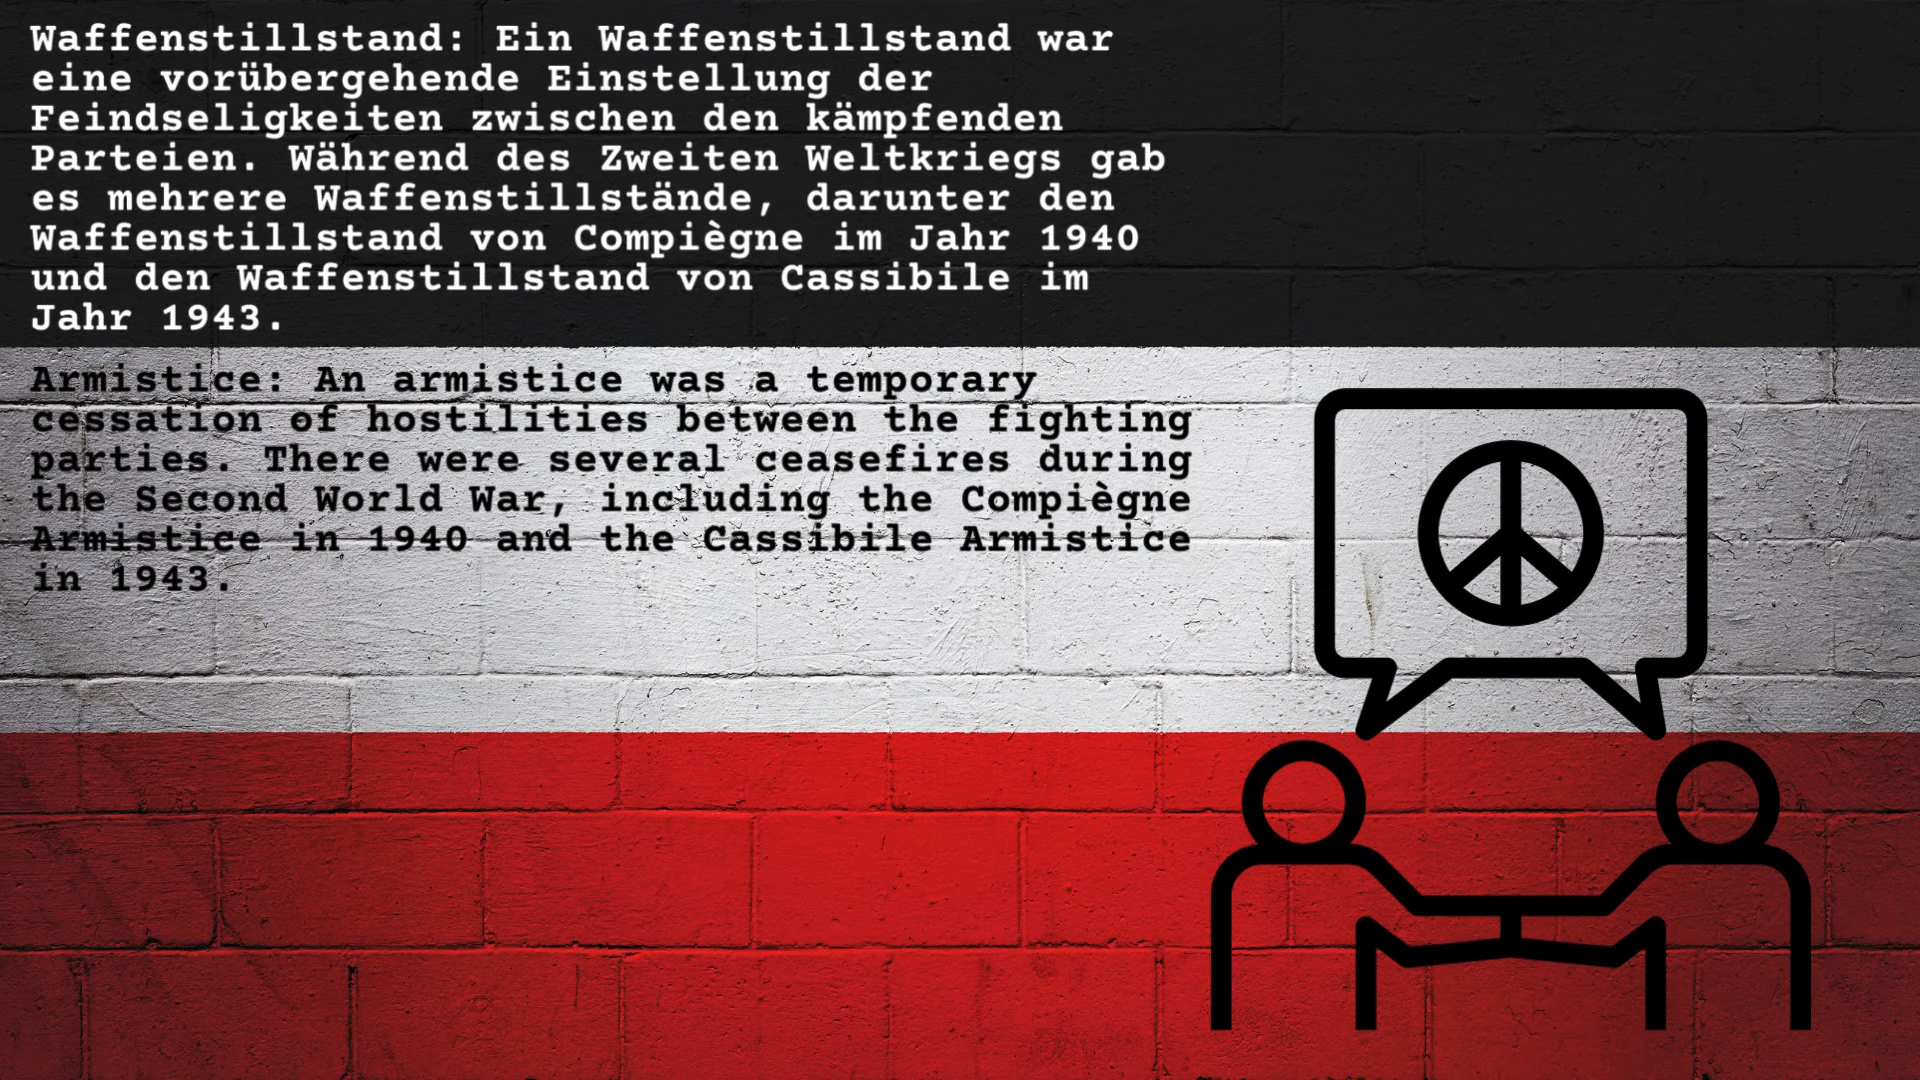 Waffenstillstand: Ein Waffenstillstand war
eine vorübergehende Einstellung der
Feindseligkeiten zwischen den kämpfenden
Parteien. Während des Zweiten Weltkriegs gab
es mehrere Waffenstillstände, darunter den
Waffenstillstand von Compiègne im Jahr 1940
und den Waffenstillstand von Cassibile im
Jahr 1943.
Armistice: An armistice was a temporary
cessation of hostilities between the fighting
parties. There were several ceasefires during
the Second World War, including the Compiègne
Armistice in 1940 and the Cassibile Armistice
in 1943.